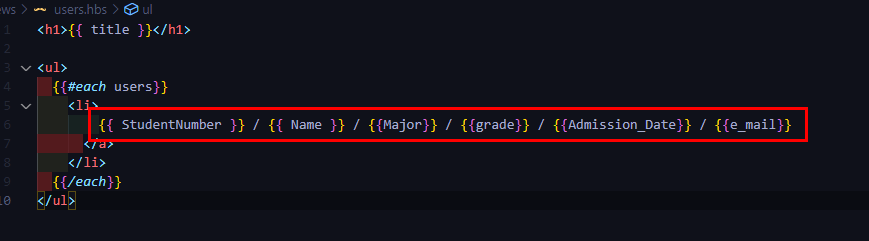 ews > users.hbs > ul
1 <h1>{{ title }}</h1>
2
3 <ul>
4 {{#each users}}
5 <li>
6 {{ StudentNumber }} / {{ Name }} / {{Major}} / {{grade}} / {{Admission_Date}} / {{e_mail}}
7 </a>
8 </li>
9 {{/each}}
10 </ul>